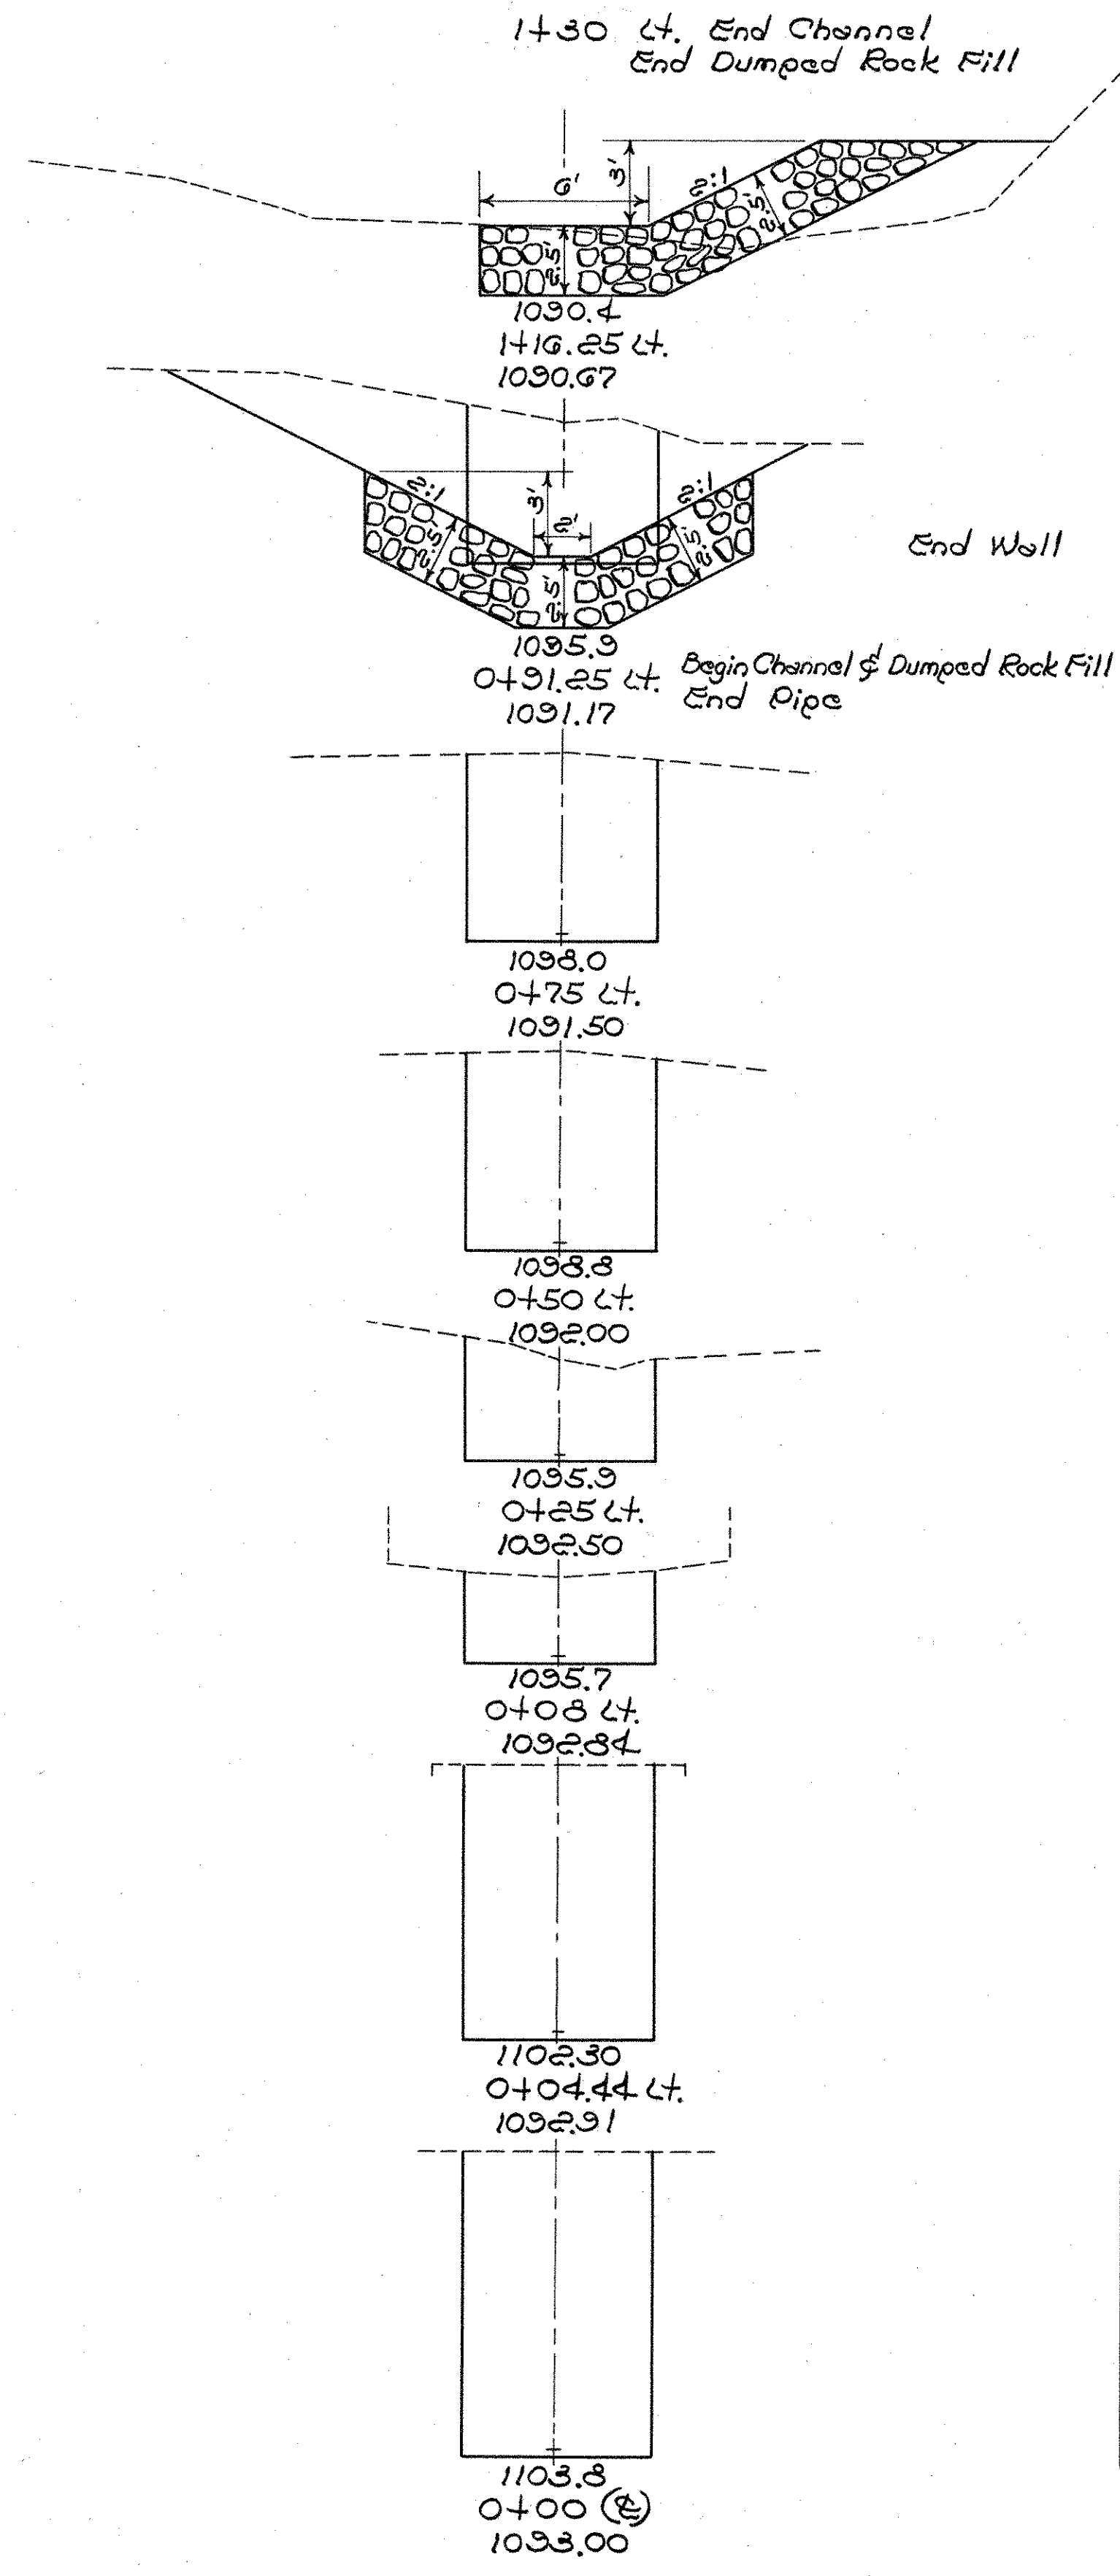 1+30 Lt. End Channel
End Dumped Rock Fill
3'
6'
2:1
2.5'
2.5'
1090.4
1+16.25 Lt.
1090.67
2:1
3'
2'
2:1
2.5'
2.5'
2.5'
End Wall
1095.9
0+91.25 Lt.
1091.17
Begin Channel & Dumped Rock Fill
End Pipe
1098.0
0+75 Lt.
1091.50
1098.8
0+50 Lt.
1092.00
1095.9
0+25 Lt.
1092.50
1095.7
0+08 Lt.
1092.84
1102.30
0+04.44 Lt.
1092.91
1103.8
0+00 (℄)
1093.00